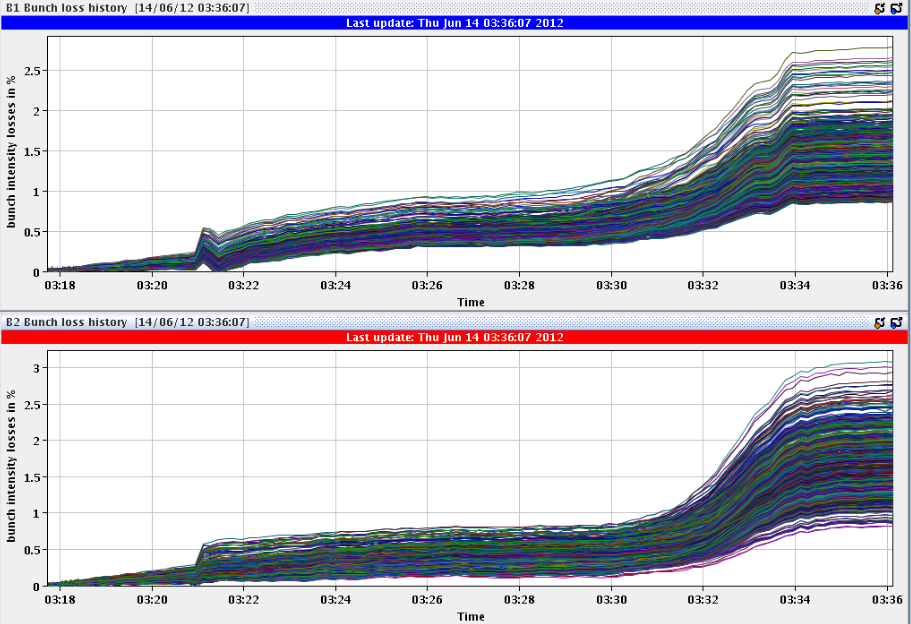 B1 Bunch loss history [14/06/12 03:36:07]
Last update: Thu Jun 14 03:36:07 2012
bunch intensity losses in %
2.5
2
1.5
1
0.5
0
03:18 03:20 03:22 03:24 03:26 03:28 03:30 03:32 03:34 03:36
Time
B2 Bunch loss history [14/06/12 03:36:07]
Last update: Thu Jun 14 03:36:07 2012
bunch intensity losses in %
3
2.5
2
1.5
1
0.5
0
03:18 03:20 03:22 03:24 03:26 03:28 03:30 03:32 03:34 03:36
Time